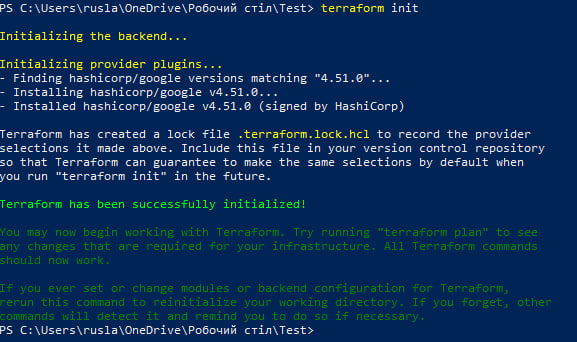 PS C:\Users\rusla\OneDrive\Робочий стіл\Test> terraform init
Initializing the backend...
Initializing provider plugins...
- Finding hashicorp/google versions matching "4.51.0"...
- Installing hashicorp/google v4.51.0...
- Installed hashicorp/google v4.51.0 (signed by HashiCorp)
Terraform has created a lock file .terraform.lock.hcl to record the provider
selections it made above. Include this file in your version control repository
so that Terraform can guarantee to make the same selections by default when
you run "terraform init" in the future.
Terraform has been successfully initialized!
You may now begin working with Terraform. Try running "terraform plan" to see
any changes that are required for your infrastructure. All Terraform commands
should now work.
If you ever set or change modules or backend configuration for Terraform,
rerun this command to reinitialize your working directory. If you forget, other
commands will detect it and remind you to do so if necessary.
PS C:\Users\rusla\OneDrive\Робочий стіл\Test>